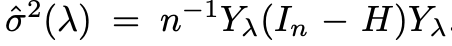 σ̂²(λ) = n⁻¹Y_λ(I_n − H)Y_λ.